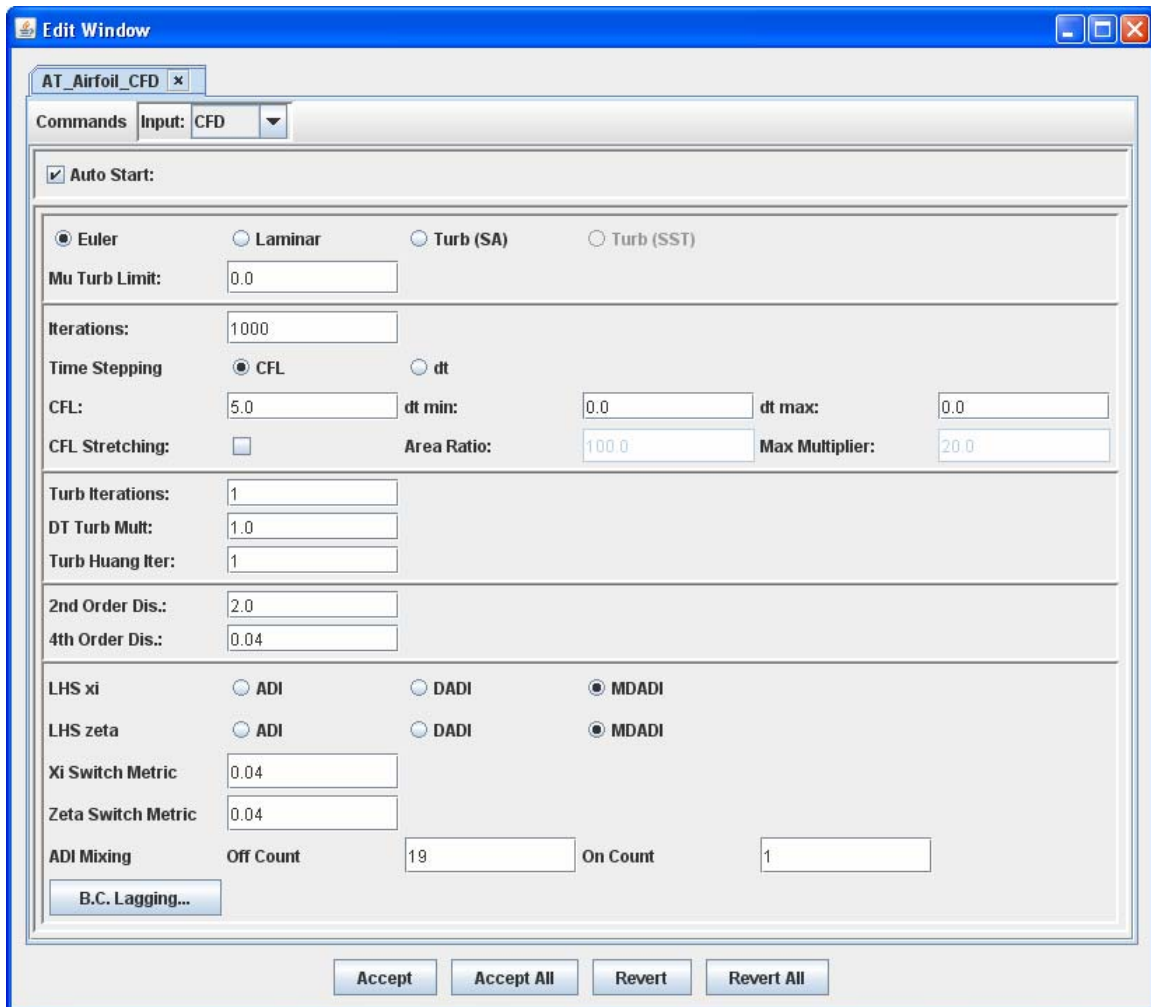 Edit Window
AT_Airfoil_CFD
Commands Input: CFD
Auto Start:
Euler Laminar Turb (SA) Turb (SST)
Mu Turb Limit: 0.0
Iterations: 1000
Time Stepping CFL dt
CFL: 5.0 dt min: 0.0 dt max: 0.0
CFL Stretching: Area Ratio: 100.0 Max Multiplier: 20.0
Turb Iterations: 1
DT Turb Mult: 1.0
Turb Huang Iter: 1
2nd Order Dis.: 2.0
4th Order Dis.: 0.04
LHS xi ADI DADI MDADI
LHS zeta ADI DADI MDADI
Xi Switch Metric 0.04
Zeta Switch Metric 0.04
ADI Mixing Off Count 19 On Count 1
B.C. Lagging...
Accept Accept All Revert Revert All